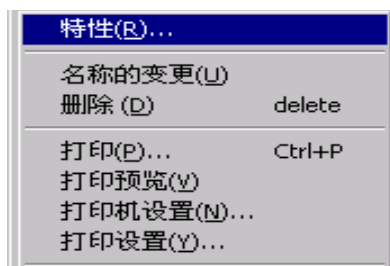 特性(R)...
名称的变更(U)
删除 (D) delete
打印(P)... Ctrl+P
打印预览(V)
打印机设置(N)...
打印设置(Y)...